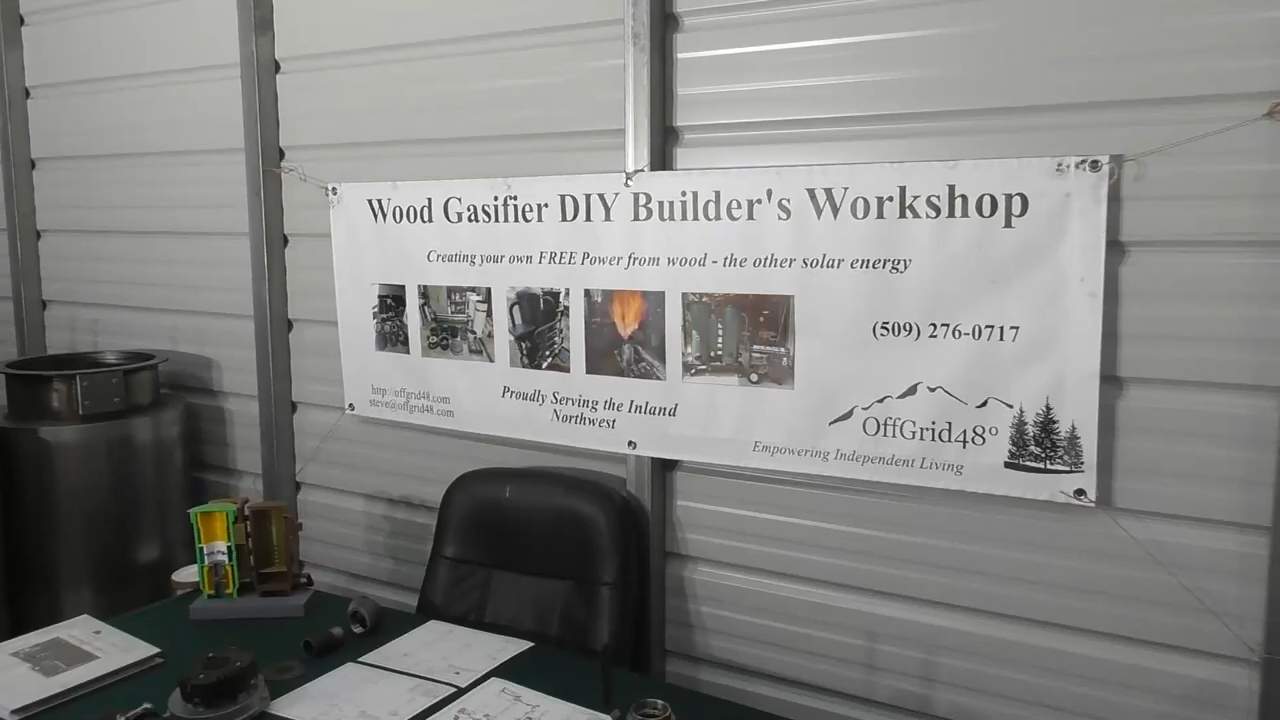 Wood Gasifier DIY Builder's Workshop
Creating your own FREE Power from wood - the other solar energy
(509) 276-0717
http://offgrid48.com
steve@offgrid48.com
Proudly Serving the Inland
Northwest
OffGrid48°
Empowering Independent Living